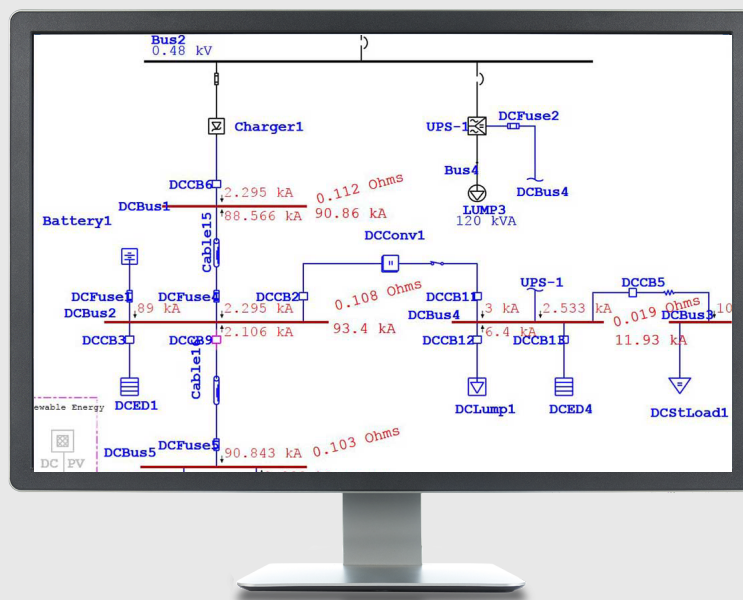 Bus2
0.48 kV
Charger1
UPS-1
DCFuse2
Bus4
DCBus4
LUMP3
120 kVA
DCCB6
2.295 kA
0.112 Ohms
DCBus1
88.566 kA
90.86 kA
Battery1
Cable15
DCConv1
UPS-1
DCCB5
DCFuse1
89 kA
DCFuse4
2.295 kA
DCCB2
0.108 Ohms
DCCB11
3 kA
2.533 kA
0.019 Ohms
DCBus3
10
DCBus2
93.4 kA
DCBus4
DCCB3
DCCB9
2.106 kA
DCCB12
6.4 kA
DCCB13
11.93 kA
DCED1
DCLump1
DCED4
DCStLoad1
ewable Energy
DC PV
DCBus5
DCFuse5
90.843 kA
0.103 Ohms